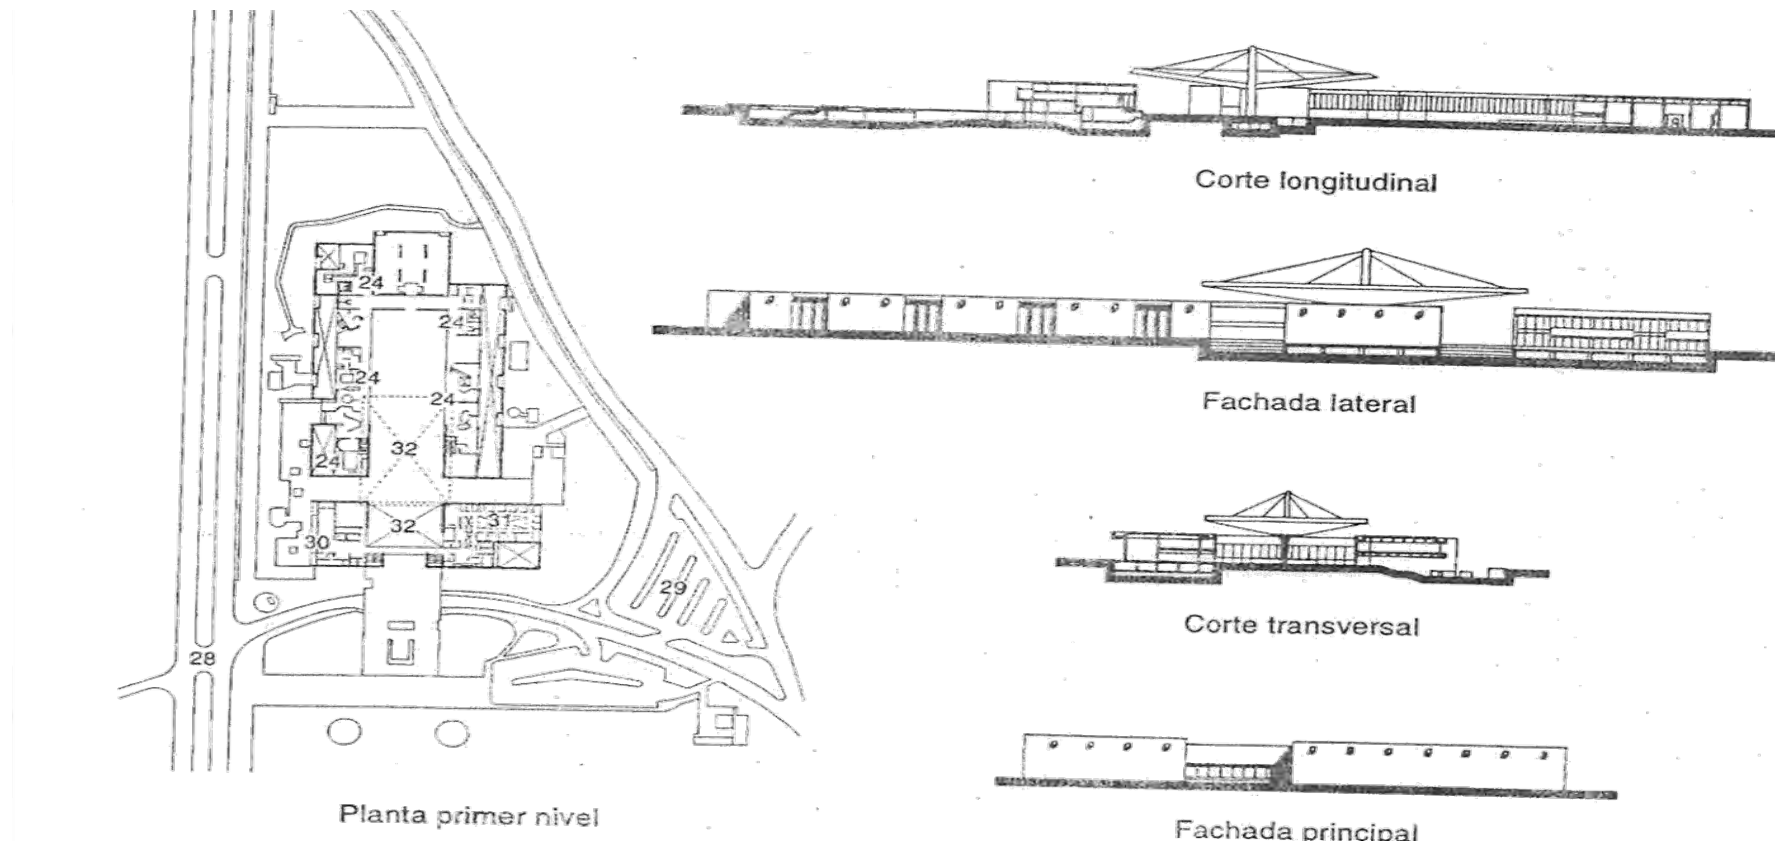 24
24
24
24
32
24
32
31
30
29
28
Planta primer nivel
Corte longitudinal
Fachada lateral
Corte transversal
Fachada principal